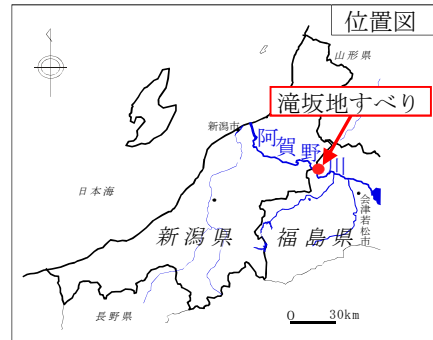 位置図
山形県
滝坂地すべり
新潟市
阿賀野川
日本海
会津若松市
新潟県
福島県
長野県
0 30km